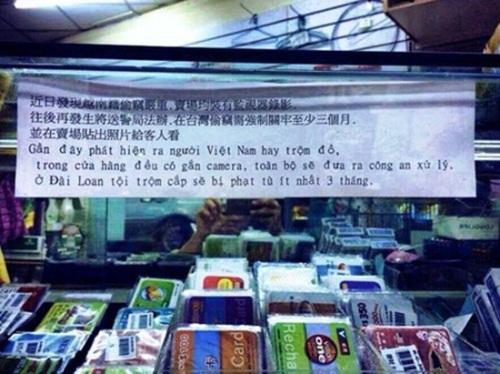 近日發現越南籍偷竊嚴重,賣場均設有監視器錄影.
往後再發生將送警局法辦.在台灣偷竊需強制關牢至少三個月.
並在賣場貼出照片給客人看
Gần đây phát hiện ra người Việt Nam hay trộm đồ,
trong cửa hàng đều có gắn camera, toàn bộ sẽ đưa ra công an xử lý.
Ở Đài Loan tội trộm cắp sẽ bị phạt tù ít nhất 3 tháng.
Card
one
Recha